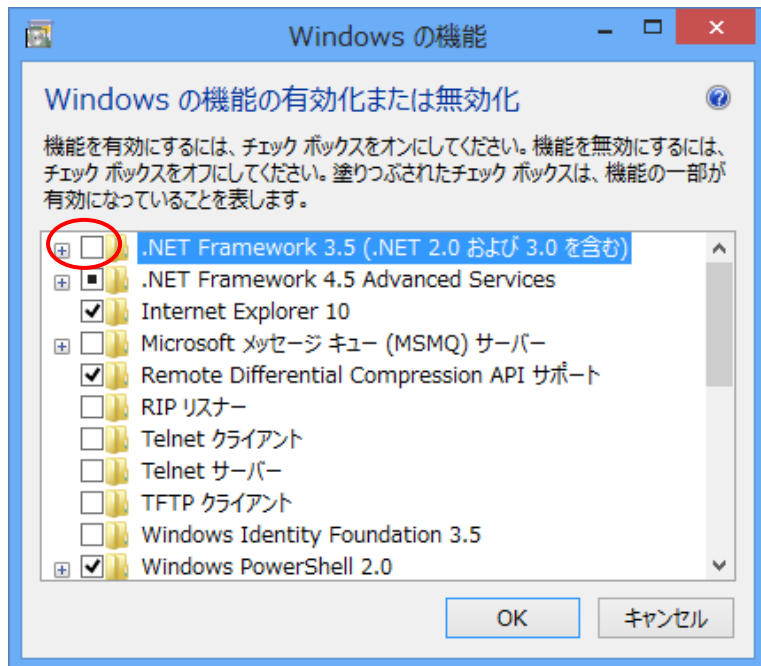 Windows の機能
Windows の機能の有効化または無効化
機能を有効にするには、チェック ボックスをオンにしてください。機能を無効にするには、
チェック ボックスをオフにしてください。塗りつぶされたチェック ボックスは、機能の一部が
有効になっていることを表します。
.NET Framework 3.5 (.NET 2.0 および 3.0 を含む)
.NET Framework 4.5 Advanced Services
Internet Explorer 10
Microsoft メッセージ キュー (MSMQ) サーバー
Remote Differential Compression API サポート
RIP リスナー
Telnet クライアント
Telnet サーバー
TFTP クライアント
Windows Identity Foundation 3.5
Windows PowerShell 2.0
OK キャンセル